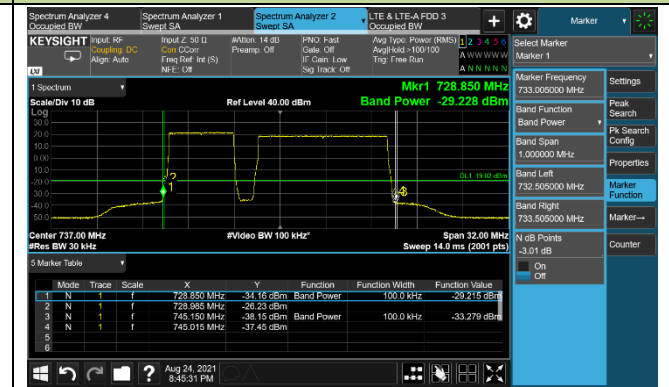 Spectrum Analyzer 4 Spectrum Analyzer 1 Spectrum Analyzer 2 LTE & LTE-A FDD 3
Occupied BW Swept SA Swept SA Occupied BW + Marker
KEYSIGHT Input: RF Input Z: 50 Ω #Atten: 14 dB PNO: Fast Avg Type: Power (RMS) 1 2 3 4 5 6 Select Marker
Coupling: DC Corr CCorr Preamp: Off Gate: Off Avg|Hold >100/100 A W W W W W Marker 1
Align: Auto Freq Ref: Int (S) IF Gain: Low Trig: Free Run
LXI NFE: Off Sig Track: Off A N N N N N
1 Spectrum Mkr1 728.850 MHz Marker Frequency Settings
Scale/Div 10 dB Ref Level 40.00 dBm Band Power -29.228 dBm 733.005000 MHz
Log Band Function Peak Search
30.0 Band Power
20.0 Pk Search Config
10.0 Band Span
0.00 1.000000 MHz Properties
-10.0 Band Left
-20.0 2 DL1 -19.02 dBm 732.505000 MHz Marker Function
-30.0 1
-40.0 Band Right
-50.0 733.505000 MHz Marker→
Center 737.00 MHz #Video BW 100 kHz* Span 32.00 MHz N dB Points Counter
#Res BW 30 kHz Sweep 14.0 ms (2001 pts) -3.01 dB
5 Marker Table On
Off
Mode Trace Scale X Y Function Function Width Function Value
1 N 1 f 728.850 MHz -34.16 dBm Band Power 100.0 kHz -29.215 dBm
2 N 1 f 728.985 MHz -26.23 dBm
3 N 1 f 745.150 MHz -38.15 dBm Band Power 100.0 kHz -33.279 dBm
4 N 1 f 745.015 MHz -37.45 dBm
5
6
? Aug 24, 2021
8:45:31 PM